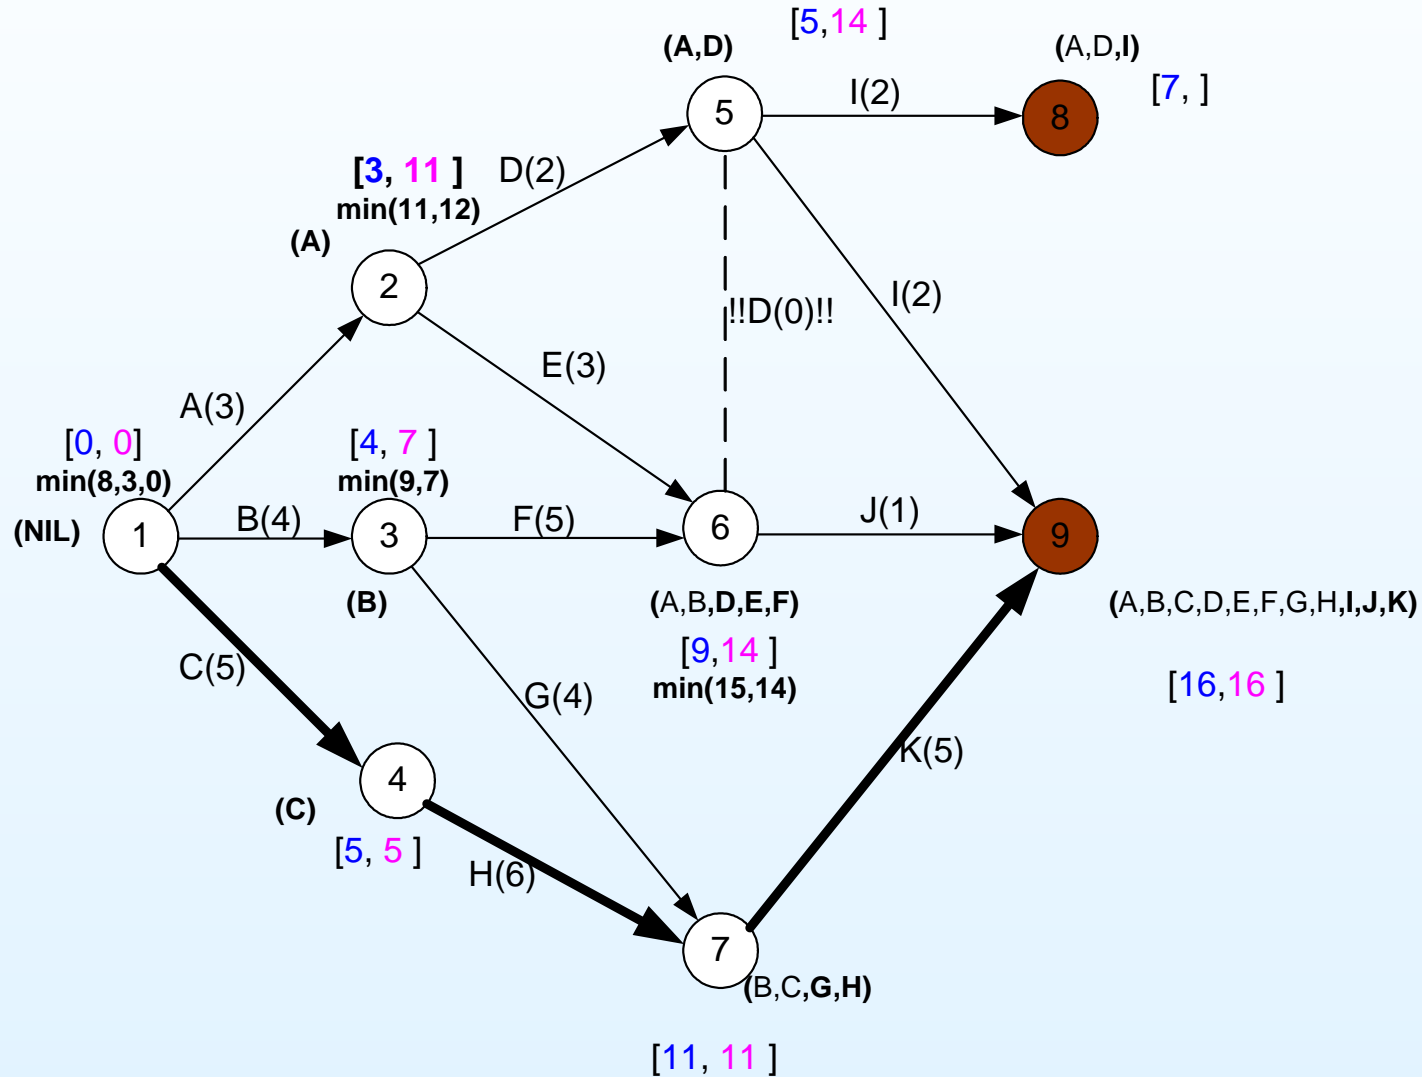 [5,14 ]
(A,D)
(A,D,I)
I(2)
[7, ]
5
8
[3, 11 ]
D(2)
min(11,12)
(A)
2
I(2)
!!D(0)!!
E(3)
A(3)
[0, 0]
[4, 7 ]
min(8,3,0)
min(9,7)
(NIL)
1
B(4)
3
F(5)
6
J(1)
9
(B)
(A,B,D,E,F)
(A,B,C,D,E,F,G,H,I,J,K)
[9,14 ]
min(15,14)
[16,16 ]
C(5)
G(4)
K(5)
4
(C)
[5, 5 ]
H(6)
7
(B,C,G,H)
[11, 11 ]